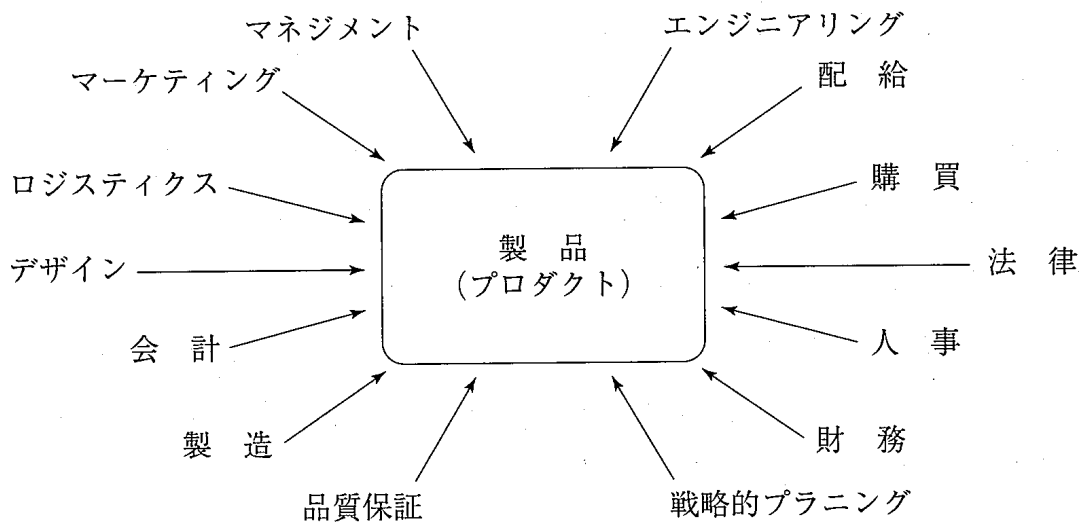 マネジメント
エンジニアリング
マーケティング
配給
ロジスティクス
購買
製品
(プロダクト)
デザイン
法律
会計
人事
製造
財務
品質保証
戦略的プラニング